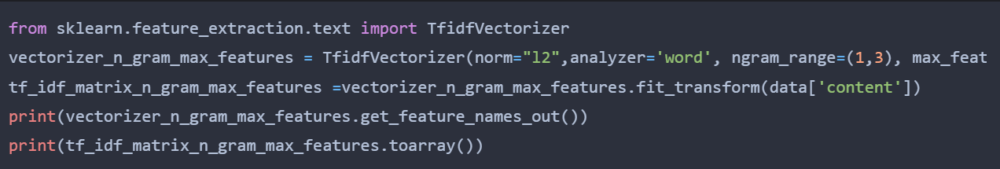 from sklearn.feature_extraction.text import TfidfVectorizer
vectorizer_n_gram_max_features = TfidfVectorizer(norm="l2",analyzer='word', ngram_range=(1,3), max_feat
tf_idf_matrix_n_gram_max_features =vectorizer_n_gram_max_features.fit_transform(data['content'])
print(vectorizer_n_gram_max_features.get_feature_names_out())
print(tf_idf_matrix_n_gram_max_features.toarray())